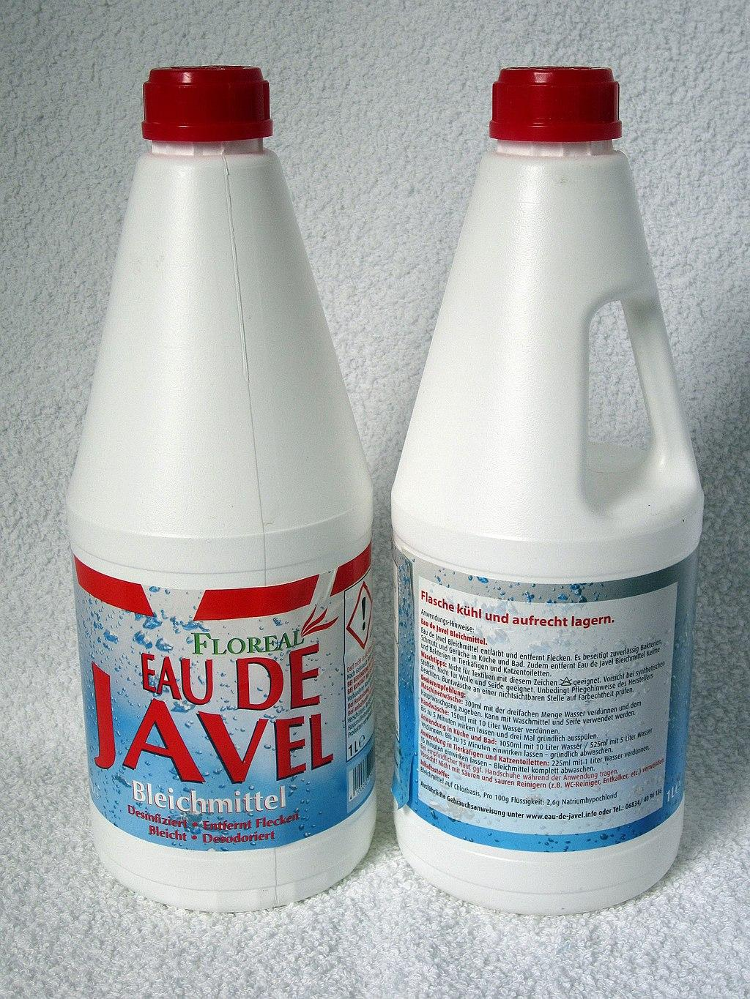 FLOREAL
EAU DE
JAVEL
Bleichmittel
Desinfiziert • Entfernt Flecken
Bleicht • Desodoriert
1L e
Flasche kühl und aufrecht lagern.
Anwendungs-Hinweise:
Eau de Javel Bleichmittel.
Eau de Javel Bleichmittel entfärbt und entfernt Flecken. Es beseitigt zuverlässig Bakterien,
Schmutz und Gerüche in Küche und Bad. Zudem entfernt Eau de Javel Bleichmittel Keime
und Bakterien in Tierkäfigen und Katzentoiletten.
Waschtipps: Nicht für Textilien mit diesem Zeichen geeignet. Vorsicht bei synthetischen
Stoffen. Nicht für Wolle und Seide geeignet. Unbedingt Pflegehinweise des Herstellers
beachten. Buntwäsche an einer nichtsichtbaren Stelle auf Farbechtheit prüfen.
Dosierempfehlung:
Maschinenwäsche: 300ml mit der dreifachen Menge Wasser verdünnen und dem
Hauptwaschgang zugeben. Kann mit Waschmittel und Seife verwendet werden.
Handwäsche: 150ml mit 10 Liter Wasser verdünnen.
Bis zu 5 Minuten wirken lassen und drei Mal gründlich ausspülen.
Anwendung in Küche und Bad: 1050ml mit 10 Liter Wasser / 525ml mit 5 Liter Wasser
verdünnen. Bis zu 15 Minuten einwirken lassen – gründlich abwaschen.
Anwendung in Tierkäfigen und Katzentoiletten: 225ml mit 1 Liter Wasser verdünnen,
15 Minuten einwirken lassen – Bleichmittel komplett abwaschen.
Bei empfindlicher Haut ggf. Handschuhe während der Anwendung tragen.
Vorsicht! Nicht mit Säuren und sauren Reinigern (z.B. WC-Reiniger, Entkalker, etc.) verwenden.
Inhaltsstoffe:
Bleichmittel auf Chlorbasis, Pro 100g Flüssigkeit: 2,6g Natriumhypochlorid
Ausführliche Gebrauchsanweisung unter www.eau-de-javel.info oder Tel.: 06834/ 40 90 136
1L